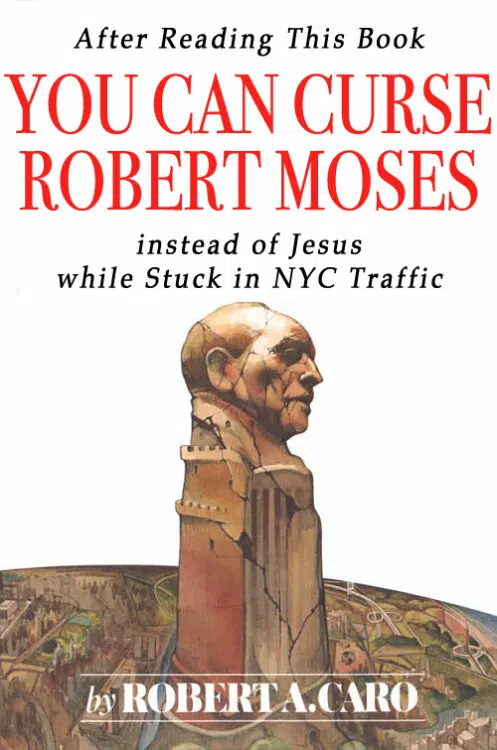 After Reading This Book
YOU CAN CURSE
ROBERT MOSES
instead of Jesus
while Stuck in NYC Traffic
by ROBERT A. CARO